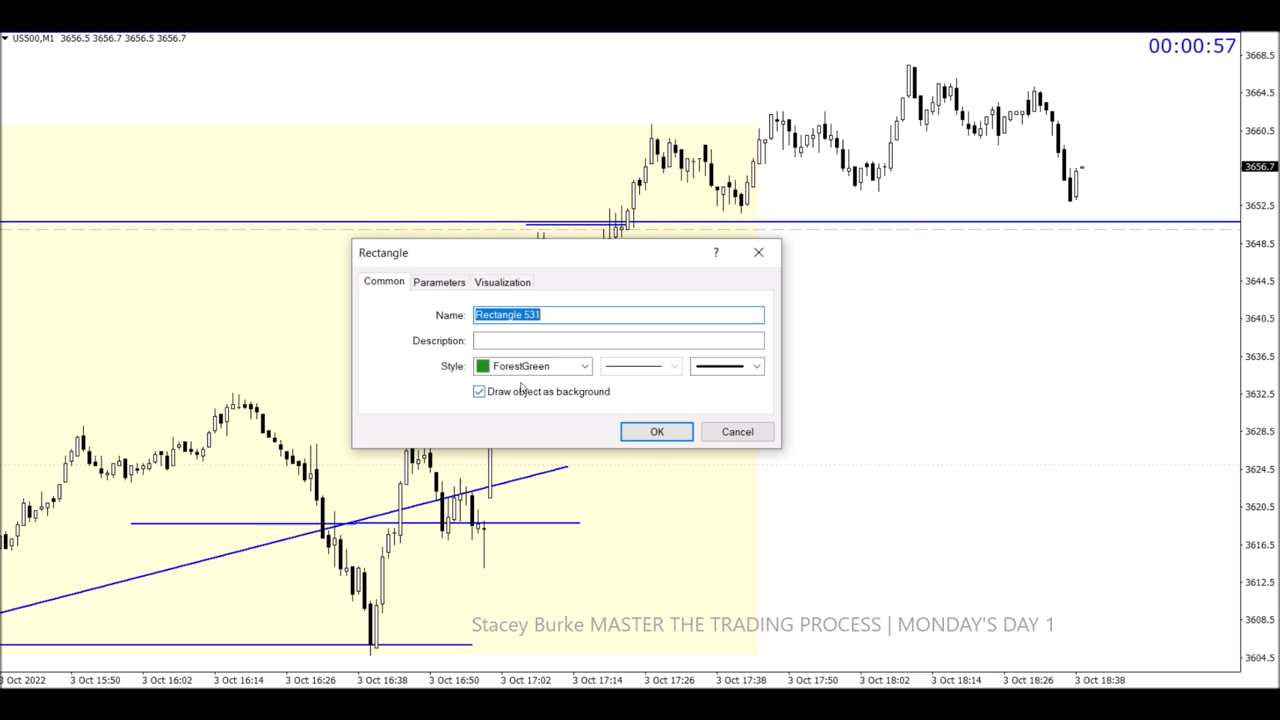 US500,M1 3656.5 3656.7 3656.5 3656.7
00:00:57
3668.5
3664.5
3660.5
3656.7
3652.5
3648.5
3644.5
3640.5
3636.5
3632.5
3628.5
3624.5
3620.5
3616.5
3612.5
3608.5
3604.5
Rectangle
?
Common Parameters Visualization
Name: Rectangle 531
Description:
Style: ForestGreen
Draw object as background
OK Cancel
Stacey Burke MASTER THE TRADING PROCESS | MONDAY'S DAY 1
3 Oct 2022 3 Oct 15:50 3 Oct 16:02 3 Oct 16:14 3 Oct 16:26 3 Oct 16:38 3 Oct 16:50 3 Oct 17:02 3 Oct 17:14 3 Oct 17:26 3 Oct 17:38 3 Oct 17:50 3 Oct 18:02 3 Oct 18:14 3 Oct 18:26 3 Oct 18:38